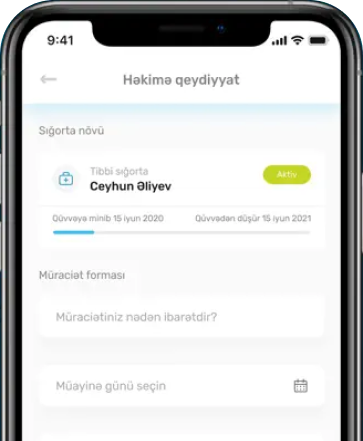 9:41
Həkimə qeydiyyat
Sığorta növü
Tibbi sığorta
Ceyhun Əliyev
Aktiv
Qüvvəyə minib 15 iyun 2020
Qüvvədən düşür 15 iyun 2021
Müraciət forması
Müraciətiniz nədən ibarətdir?
Müayinə günü seçin